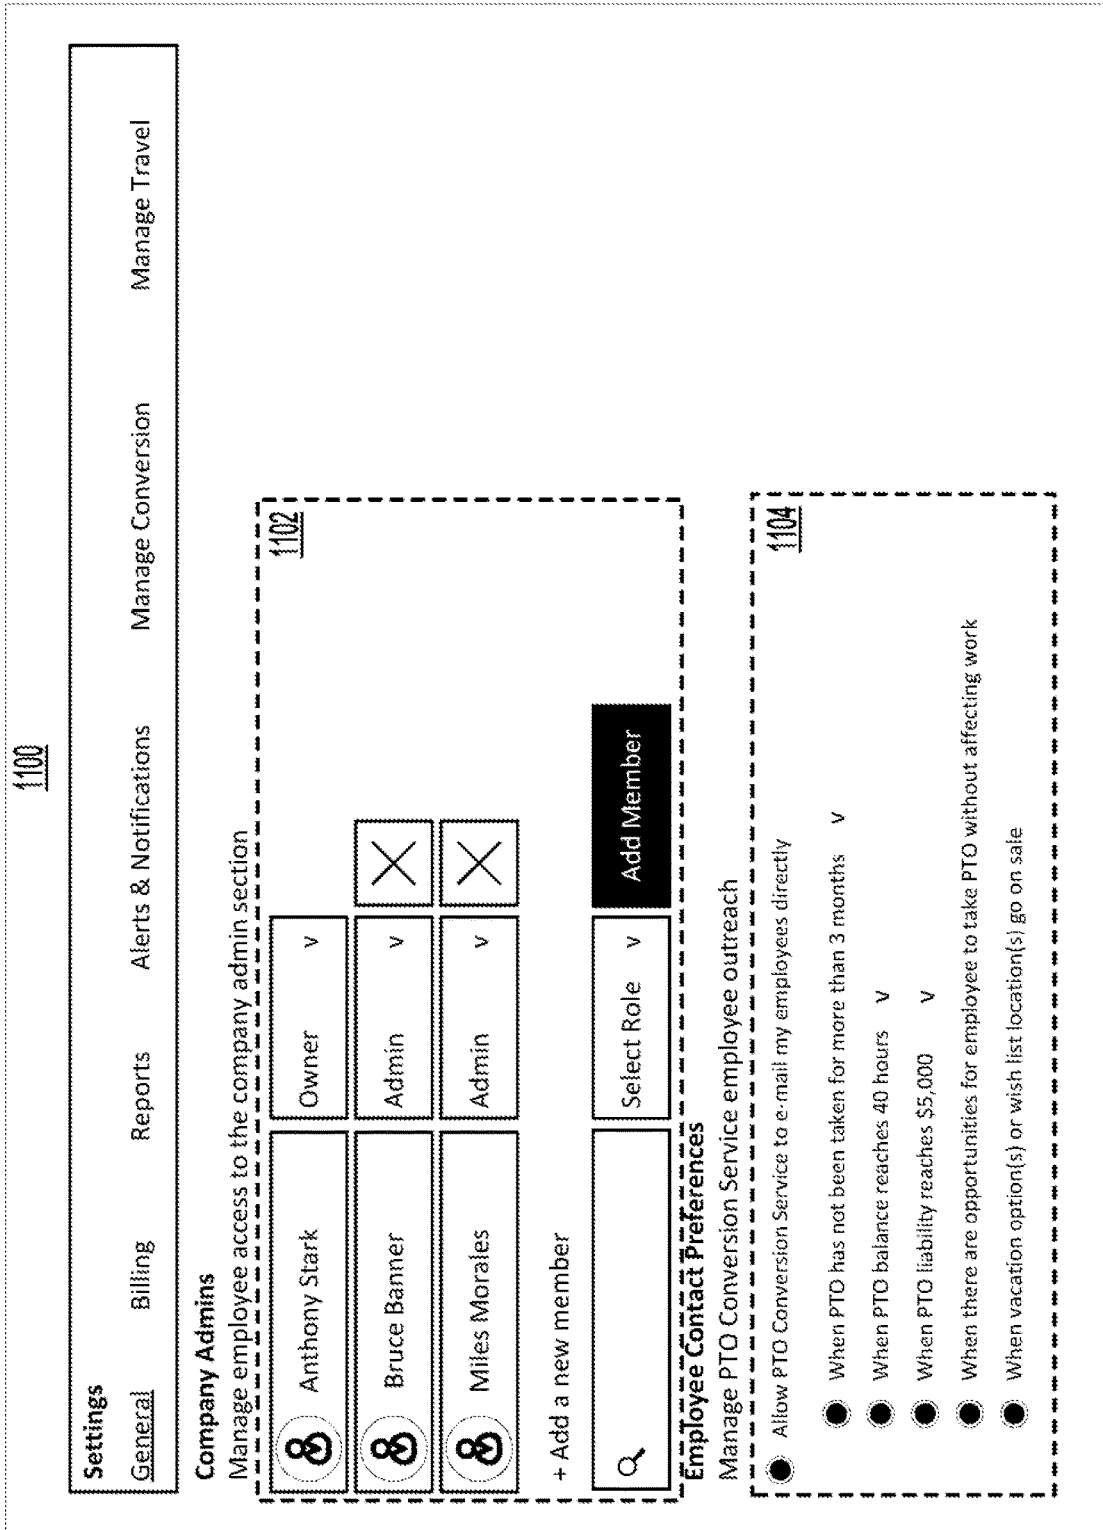 1100
Settings
General Billing Reports Alerts & Notifications Manage Conversion Manage Travel
Company Admins
Manage employee access to the company admin section
1102
Anthony Stark Owner v
Bruce Banner Admin v
Miles Morales Admin v
+ Add a new member
Select Role v Add Member
Employee Contact Preferences
Manage PTO Conversion Service employee outreach
1104
Allow PTO Conversion Service to e-mail my employees directly
When PTO has not been taken for more than 3 months v
When PTO balance reaches 40 hours v
When PTO liability reaches $5,000 v
When there are opportunities for employee to take PTO without affecting work
When vacation option(s) or wish list location(s) go on sale